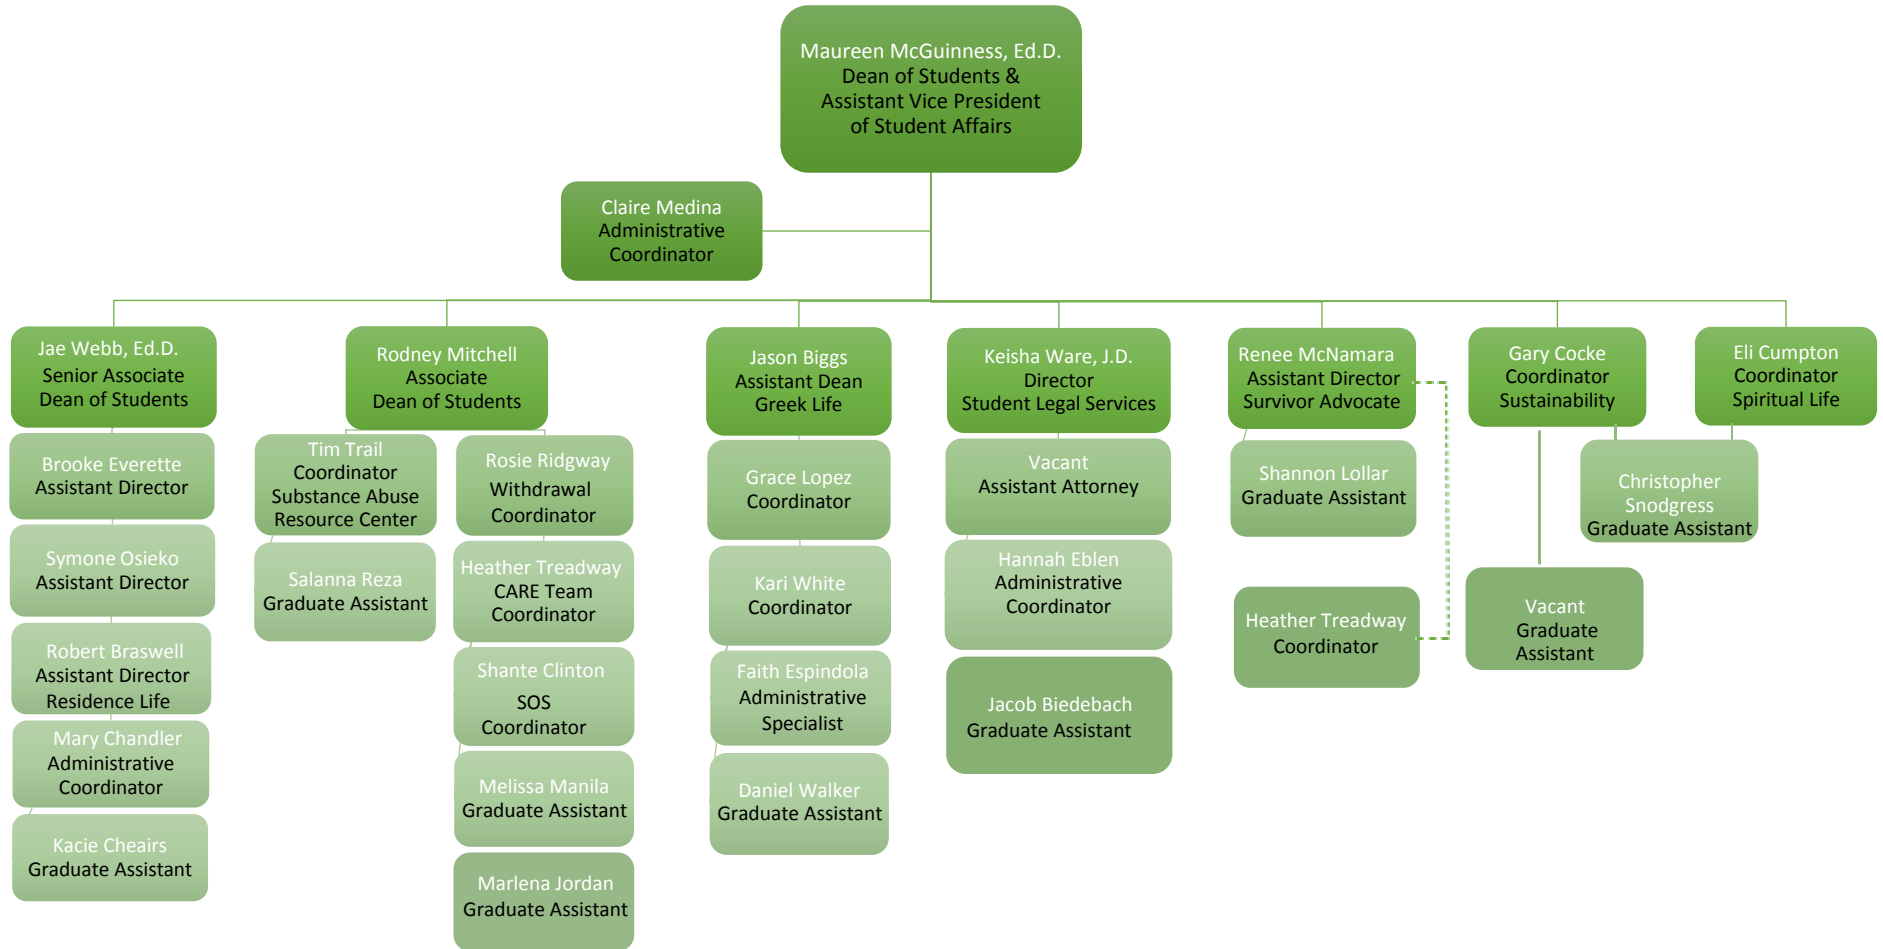 Maureen McGuinness, Ed.D.
Dean of Students &
Assistant Vice President
of Student Affairs
Claire Medina
Administrative
Coordinator
Jae Webb, Ed.D.
Senior Associate
Dean of Students
Brooke Everette
Assistant Director
Symone Osieko
Assistant Director
Robert Braswell
Assistant Director
Residence Life
Mary Chandler
Administrative
Coordinator
Kacie Cheairs
Graduate Assistant
Rodney Mitchell
Associate
Dean of Students
Tim Trail
Coordinator
Substance Abuse
Resource Center
Salanna Reza
Graduate Assistant
Rosie Ridgway
Withdrawal
Coordinator
Heather Treadway
CARE Team
Coordinator
Shante Clinton
SOS
Coordinator
Melissa Manila
Graduate Assistant
Marlena Jordan
Graduate Assistant
Jason Biggs
Assistant Dean
Greek Life
Grace Lopez
Coordinator
Kari White
Coordinator
Faith Espindola
Administrative
Specialist
Daniel Walker
Graduate Assistant
Keisha Ware, J.D.
Director
Student Legal Services
Vacant
Assistant Attorney
Hannah Eblen
Administrative
Coordinator
Jacob Biedebach
Graduate Assistant
Renee McNamara
Assistant Director
Survivor Advocate
Shannon Lollar
Graduate Assistant
Heather Treadway
Coordinator
Gary Cocke
Coordinator
Sustainability
Vacant
Graduate
Assistant
Eli Cumpton
Coordinator
Spiritual Life
Christopher
Snodgress
Graduate Assistant